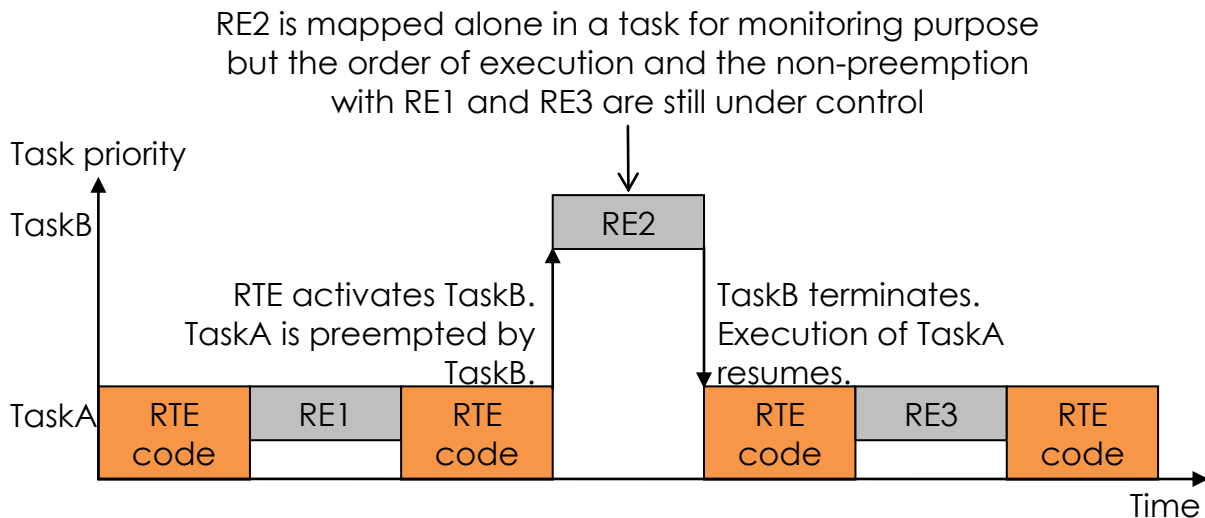 RE2 is mapped alone in a task for monitoring purpose
but the order of execution and the non-preemption
with RE1 and RE3 are still under control
Task priority
TaskB
RE2
RTE activates TaskB.
TaskA is preempted by
TaskB.
TaskB terminates.
Execution of TaskA
resumes.
TaskA
RTE
code
RE1
RTE
code
RTE
code
RE3
RTE
code
Time